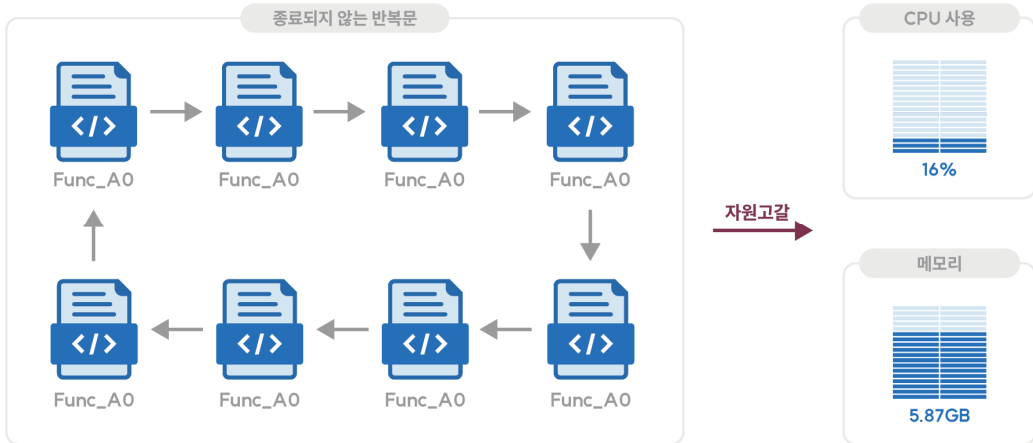 종료되지 않는 반복문
</>
</>
</>
</>
Func_A0
Func_A0
Func_A0
Func_A0
</>
</>
</>
</>
Func_A0
Func_A0
Func_A0
Func_A0
자원고갈
CPU 사용
16%
메모리
5.87GB